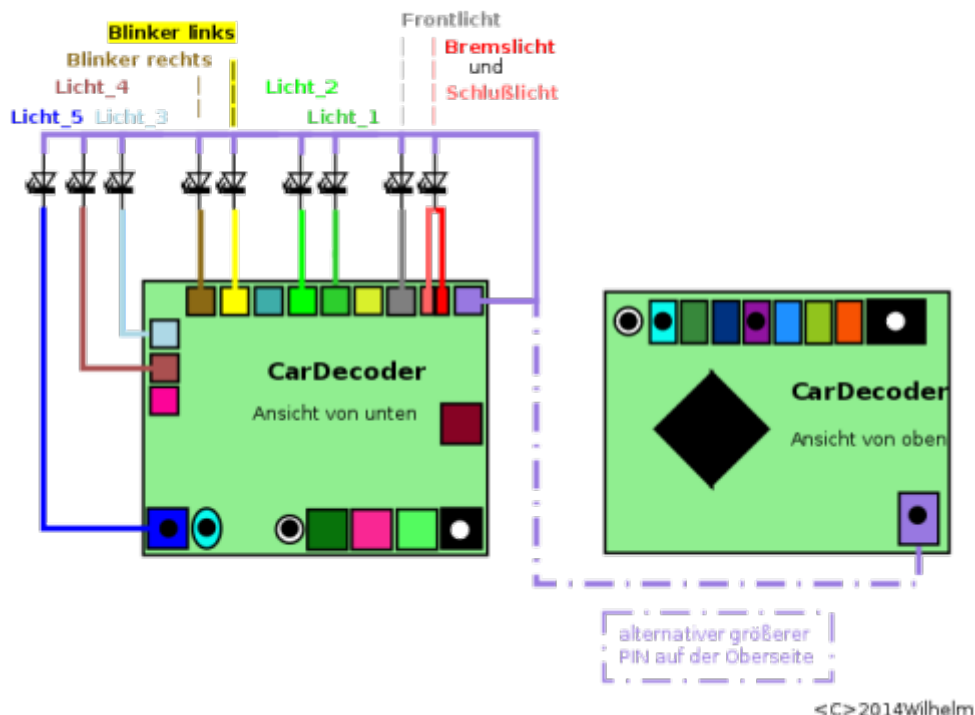 Frontlicht
Blinker links
Bremslicht
und
Schlußlicht
Blinker rechts
Licht_4
Licht_2
Licht_5
Licht_3
Licht_1
CarDecoder
Ansicht von unten
CarDecoder
Ansicht von oben
alternativer größerer
PIN auf der Oberseite
<C>2014Wilhelm